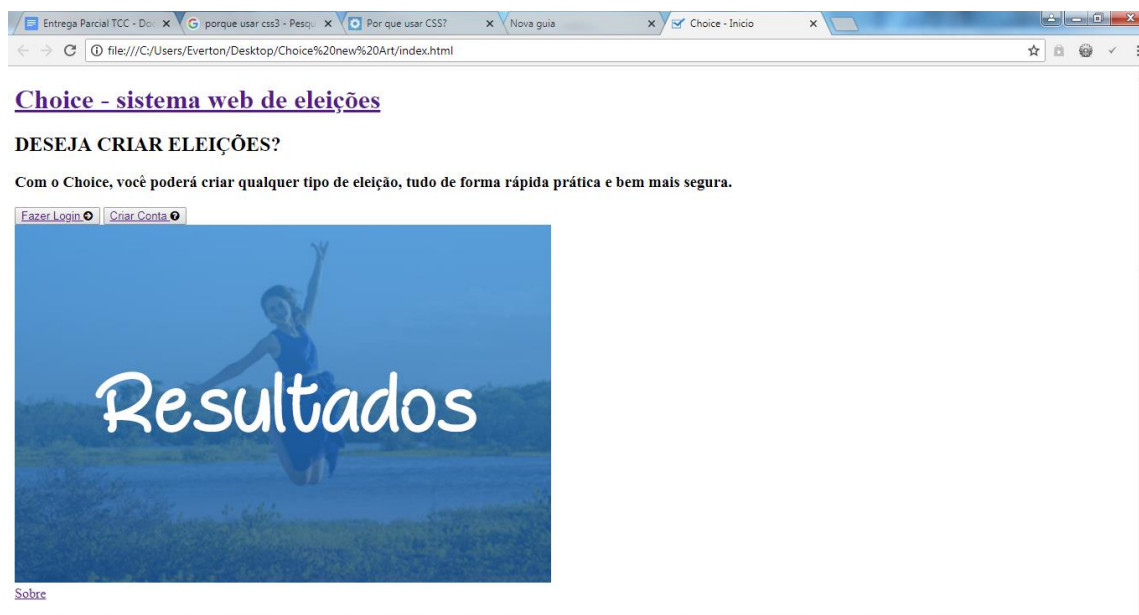 Entrega Parcial TCC - Do
porque usar css3 - Pesqu
Por que usar CSS?
Nova guia
Choice - Inicio
file:///C:/Users/Everton/Desktop/Choice%20new%20Art/index.html
Choice - sistema web de eleições
DESEJA CRIAR ELEIÇÕES?
Com o Choice, você poderá criar qualquer tipo de eleição, tudo de forma rápida prática e bem mais segura.
Fazer Login Criar Conta
Resultados
Sobre